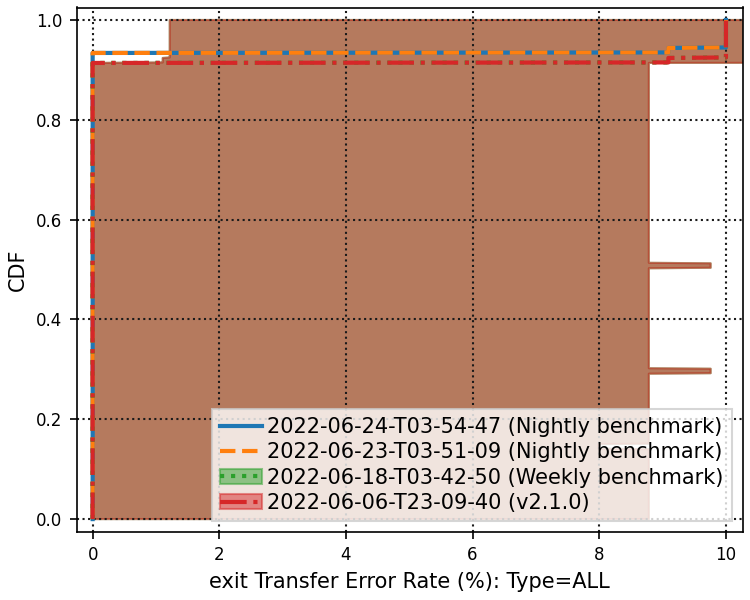 1.0
0.8
0.6
0.4
0.2
0.0
CDF
2022-06-24-T03-54-47 (Nightly benchmark)
2022-06-23-T03-51-09 (Nightly benchmark)
2022-06-18-T03-42-50 (Weekly benchmark)
2022-06-06-T23-09-40 (v2.1.0)
0 2 4 6 8 10
exit Transfer Error Rate (%): Type=ALL